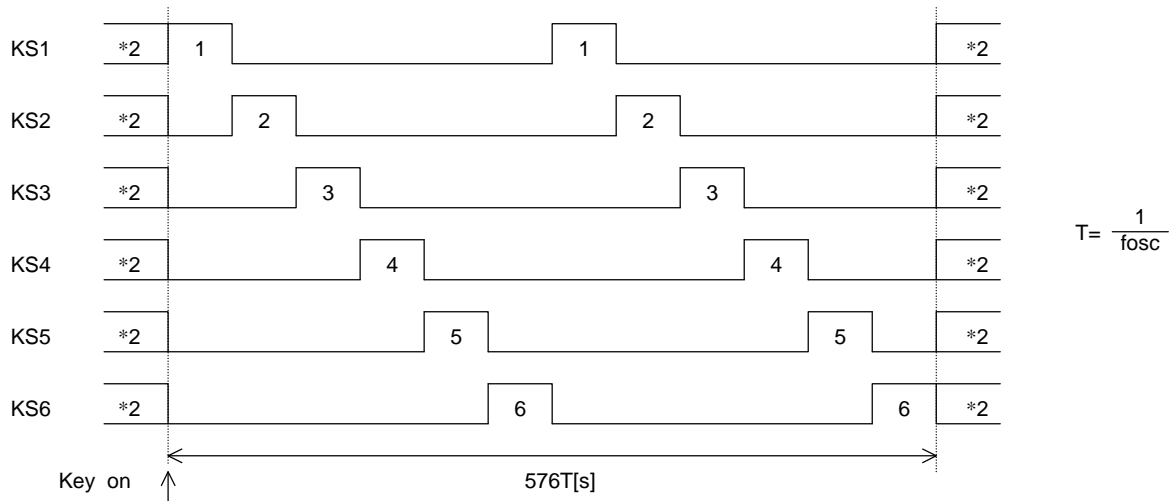 KS1 *2 1 1 *2
KS2 *2 2 2 *2
KS3 *2 3 3 *2
T= 1
fosc
KS4 *2 4 4 *2
KS5 *2 5 5 *2
KS6 *2 6 6 *2
Key on 576T[s]